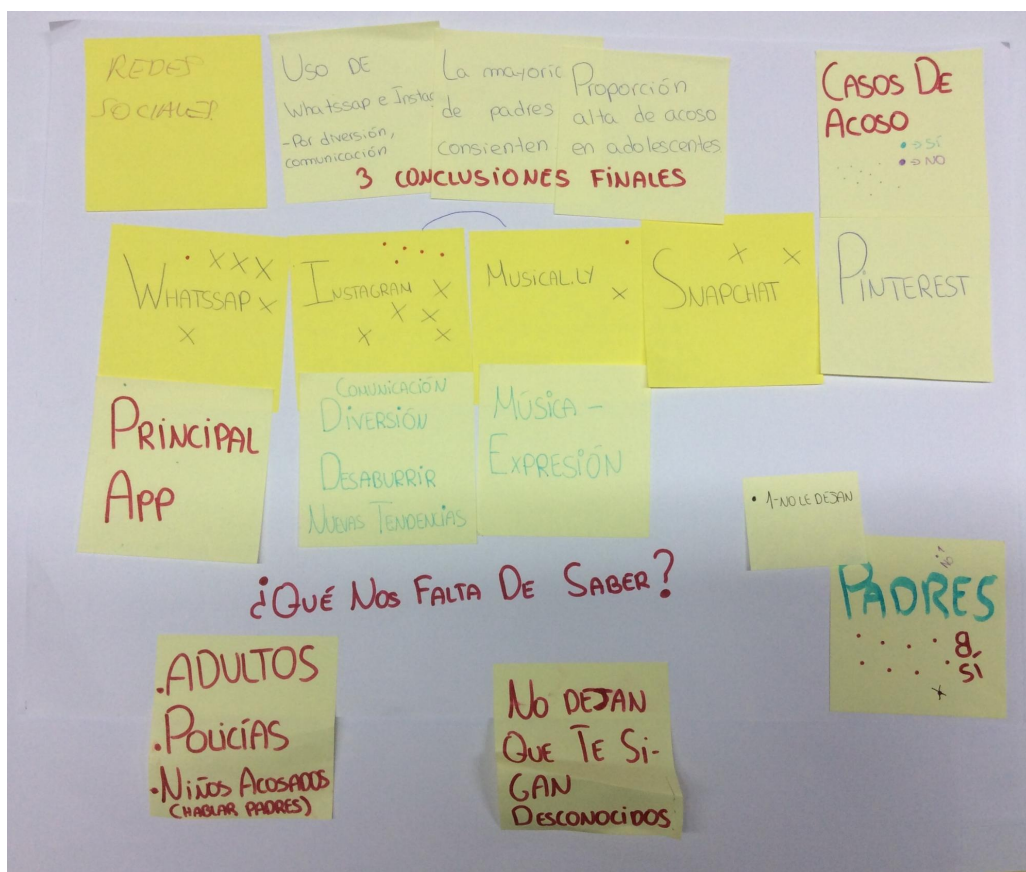 REDES
SOCIALES
USO DE
Whatssap e Instar
-Por diversión,
comunicación
La mayoric
de padres
consienten
Proporción
alta de acoso
en adolescentes
3 CONCLUSIONES FINALES
CASOS DE
ACOSO
• → SÍ
• → NO
WHATSSAP
INSTAGRAM
MUSICAL.LY
SNAPCHAT
PINTEREST
PRINCIPAL
APP
COMUNICACIÓN
DIVERSIÓN
DESABURRIR
NUEVAS TENDENCIAS
MÚSICA -
EXPRESIÓN
• 1-NO LE DEJAN
¿QUÉ NOS FALTA DE SABER?
NO 1
PADRES
8
SÍ
.ADULTOS
.POLICÍAS
.NIÑOS ACOSADOS
(HABLAR PADRES)
NO DEJAN
QUE TE SI-
GAN
DESCONOCIDOS